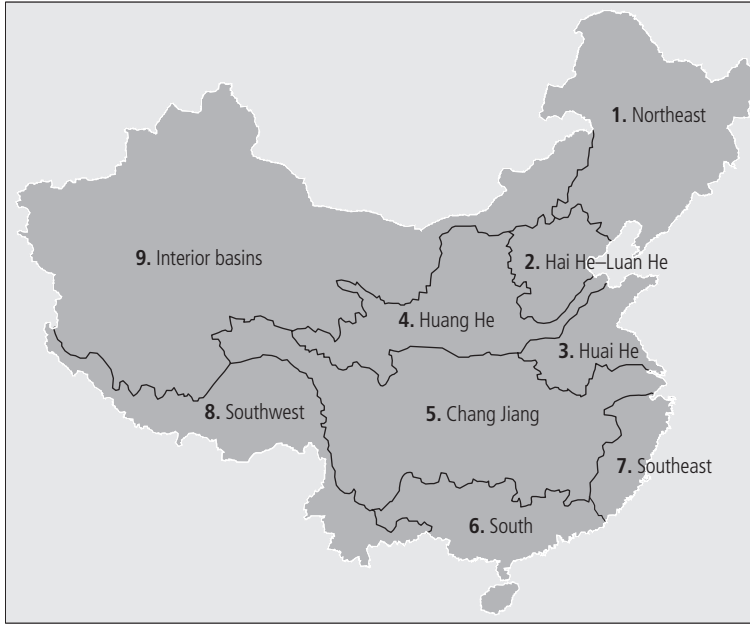 1. Northeast
9. Interior basins
2. Hai He–Luan He
4. Huang He
3. Huai He
8. Southwest
5. Chang Jiang
7. Southeast
6. South